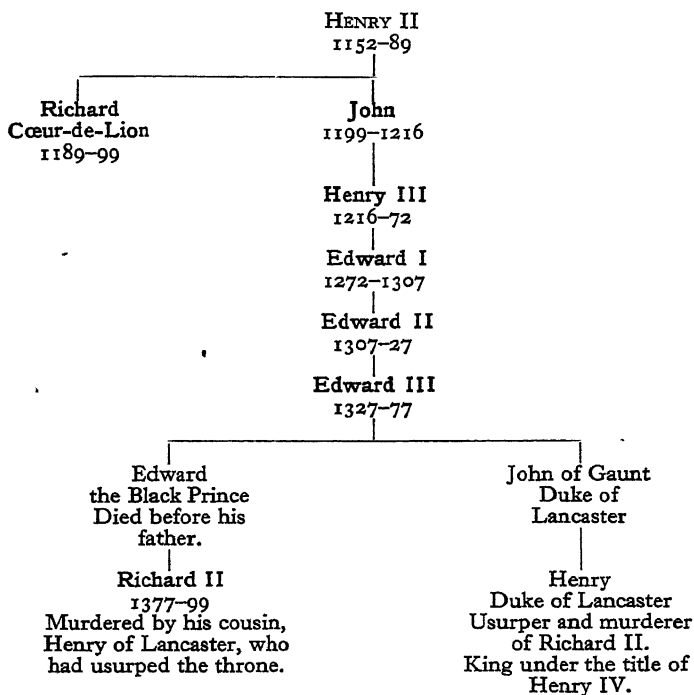 HENRY II
1152–89
Richard
Cœur-de-Lion
1189–99
John
1199–1216
Henry III
1216–72
Edward I
1272–1307
Edward II
1307–27
Edward III
1327–77
Edward
the Black Prince
Died before his
father.
Richard II
1377–99
Murdered by his cousin,
Henry of Lancaster, who
had usurped the throne.
John of Gaunt
Duke of
Lancaster
Henry
Duke of Lancaster
Usurper and murderer
of Richard II.
King under the title of
Henry IV.